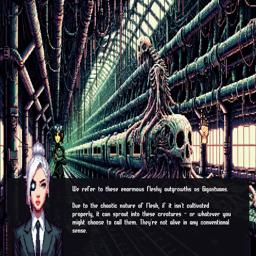 We refer to these enormous fleshy outgrowths as Gigantuams.
Due to the chaotic nature of flesh, if it isn't cultivated
properly, it can sprout into these creatures - or whatever you
might choose to call them. They're not alive in any conventional
sense.